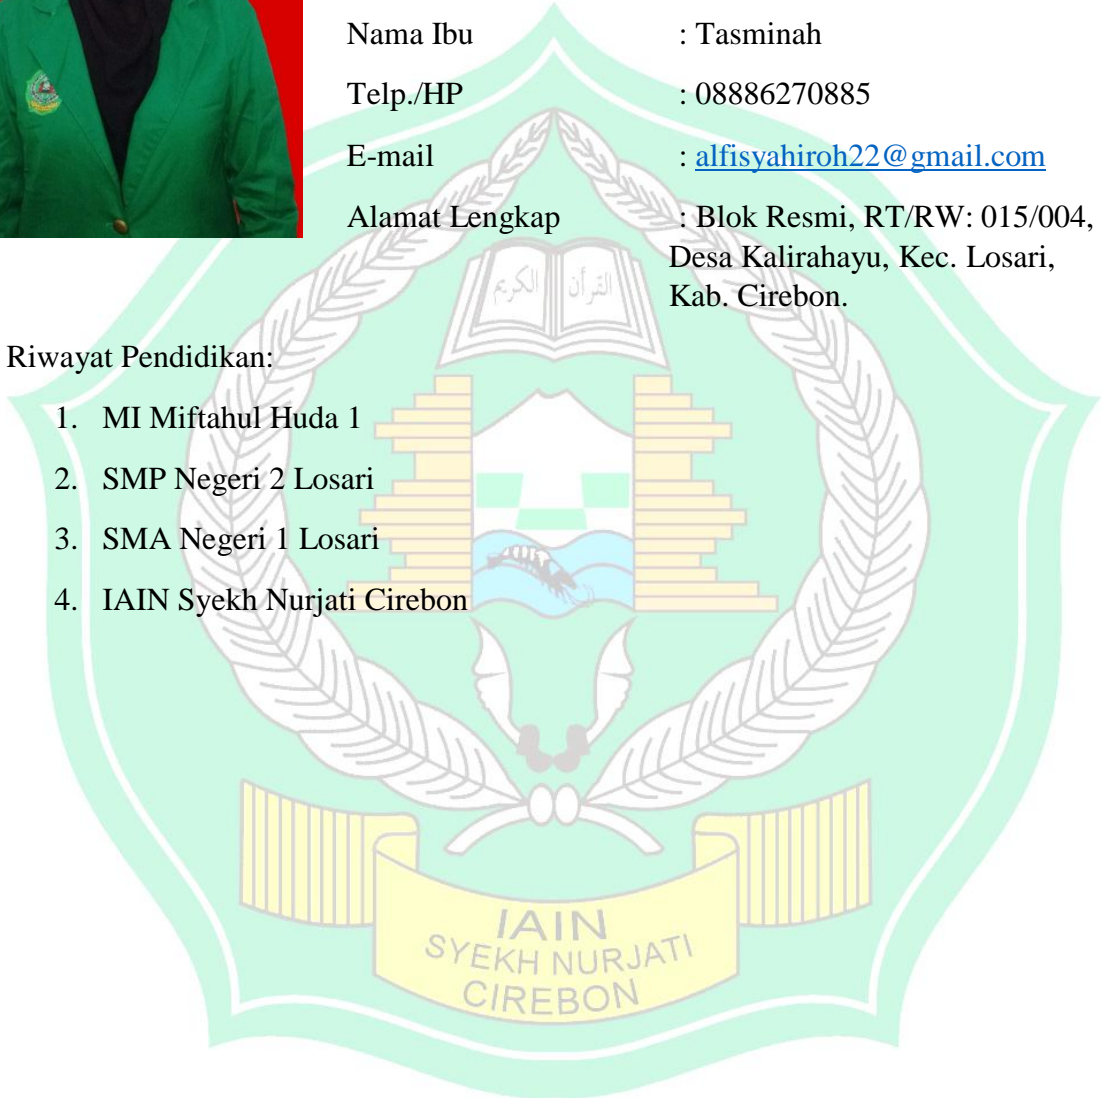 Nama Ibu : Tasminah
Telp./HP : 08886270885
E-mail : alfisyahiroh22@gmail.com
Alamat Lengkap : Blok Resmi, RT/RW: 015/004,
Desa Kalirahayu, Kec. Losari,
Kab. Cirebon.
القرآن الكريم
Riwayat Pendidikan:
1. MI Miftahul Huda 1
2. SMP Negeri 2 Losari
3. SMA Negeri 1 Losari
4. IAIN Syekh Nurjati Cirebon
IAIN
SYEKH NURJATI
CIREBON